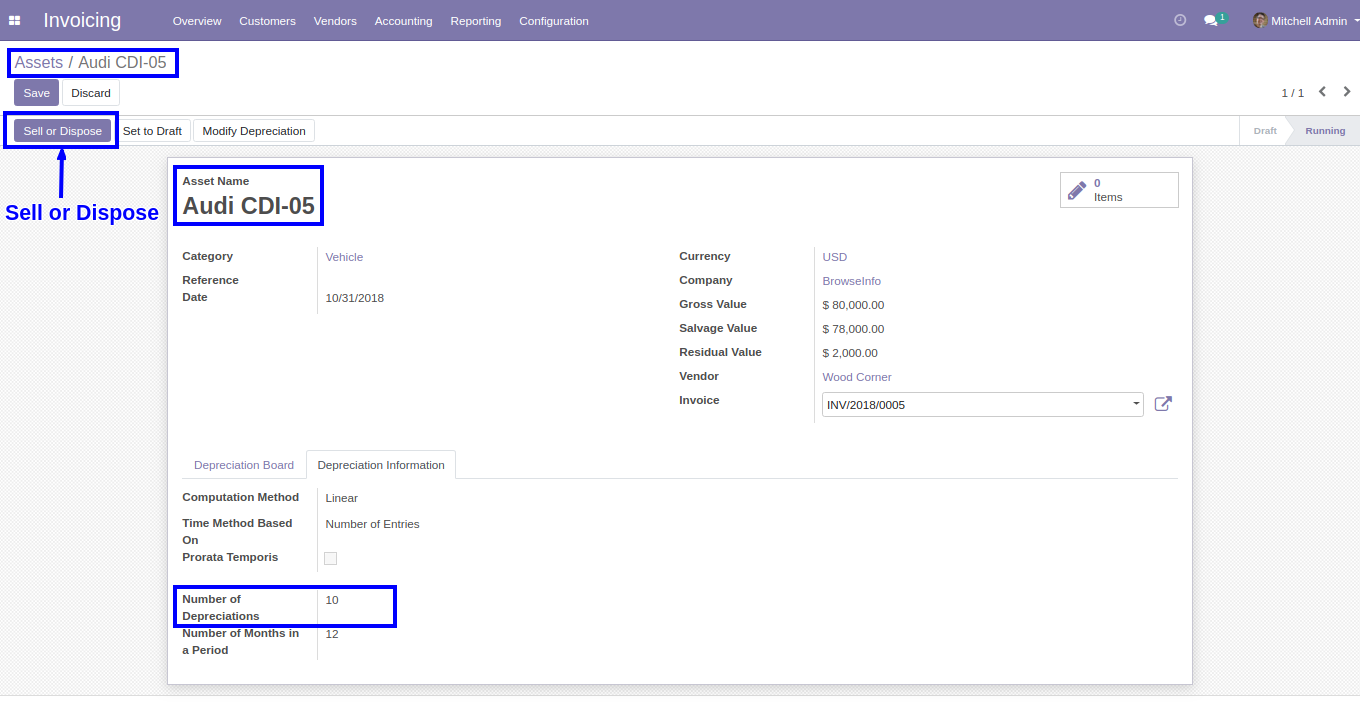 Invoicing Overview Customers Vendors Accounting Reporting Configuration 1 Mitchell Admin
Assets / Audi CDI-05
Save Discard 1 / 1
Sell or Dispose Set to Draft Modify Depreciation Draft Running
Sell or Dispose
Asset Name
Audi CDI-05
0
Items
Category Vehicle
Reference
Date 10/31/2018
Currency USD
Company BrowseInfo
Gross Value $ 80,000.00
Salvage Value $ 78,000.00
Residual Value $ 2,000.00
Vendor Wood Corner
Invoice INV/2018/0005
Depreciation Board Depreciation Information
Computation Method Linear
Time Method Based Number of Entries
On
Prorata Temporis
Number of 10
Depreciations
Number of Months in 12
a Period